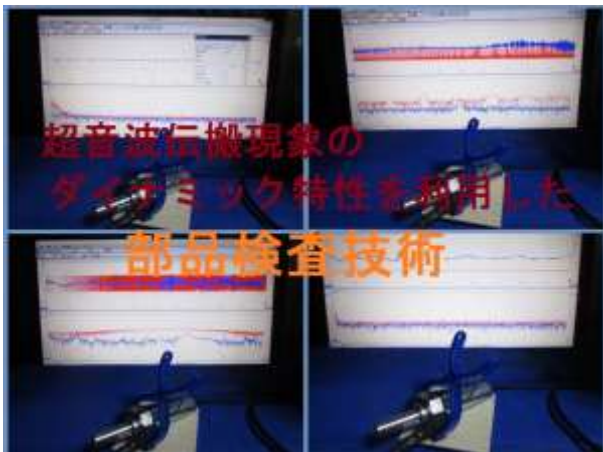 超音波伝搬現象の
ダイナミック特性を利用した
部品検査技術